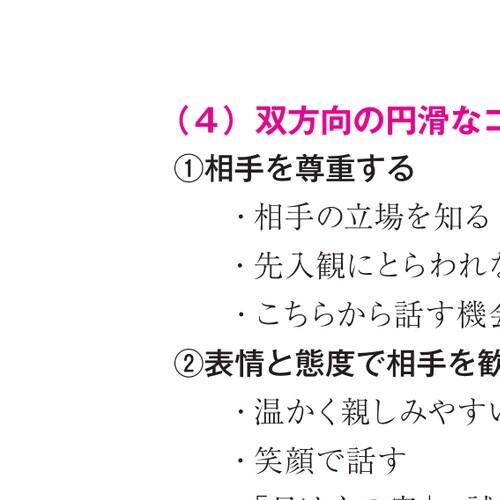 （４）双方向の円滑なコ
①相手を尊重する
・相手の立場を知る
・先入観にとらわれな
・こちらから話す機会
②表情と態度で相手を歓
・温かく親しみやすい
・笑顔で話す